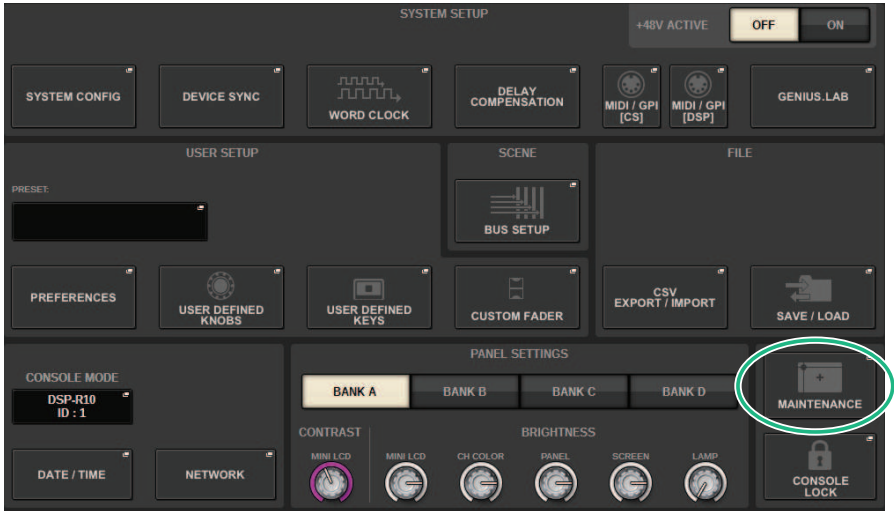 SYSTEM SETUP
+48V ACTIVE
OFF
ON
SYSTEM CONFIG
DEVICE SYNC
WORD CLOCK
DELAY
COMPENSATION
MIDI / GPI
[CS]
MIDI / GPI
[DSP]
GENIUS.LAB
USER SETUP
SCENE
FILE
PRESET:
BUS SETUP
PREFERENCES
USER DEFINED
KNOBS
USER DEFINED
KEYS
CUSTOM FADER
CSV
EXPORT / IMPORT
SAVE / LOAD
CONSOLE MODE
DSP-R10
ID : 1
PANEL SETTINGS
BANK A
BANK B
BANK C
BANK D
MAINTENANCE
CONTRAST
BRIGHTNESS
MINI LCD
MINI LCD
CH COLOR
PANEL
SCREEN
LAMP
DATE / TIME
NETWORK
CONSOLE
LOCK